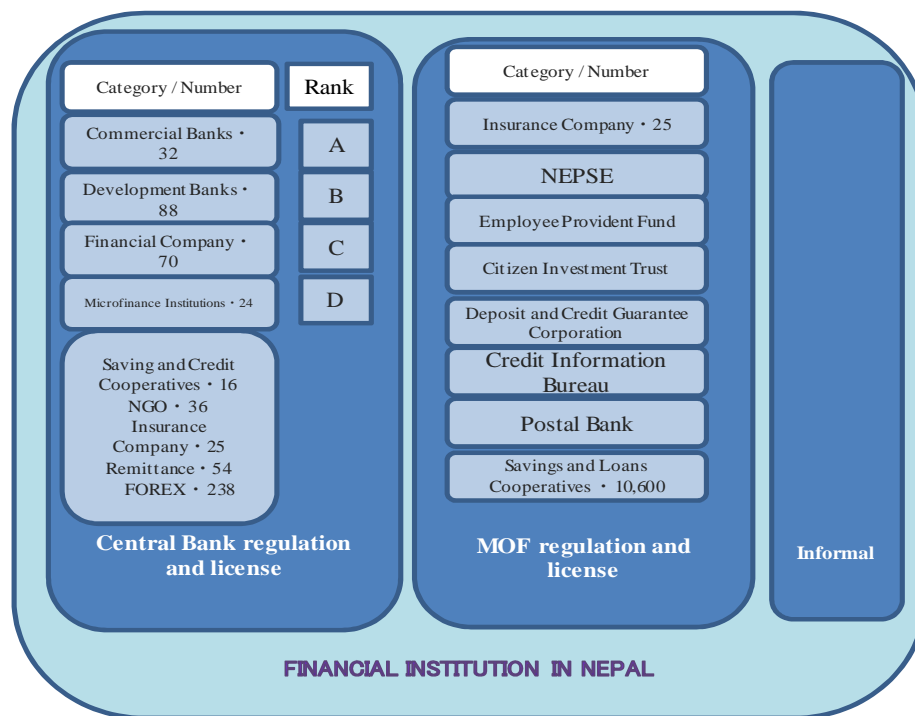 Category / Number
Rank
Commercial Banks・
32
A
Development Banks・
88
B
Financial Company・
70
C
Microfinance Institutions・24
D
Saving and Credit
Cooperatives・16
NGO・36
Insurance
Company・25
Remittance・54
FOREX・238
Central Bank regulation
and license
Category / Number
Insurance Company・25
NEPSE
Employee Provident Fund
Citizen Investment Trust
Deposit and Credit Guarantee
Corporation
Credit Information
Bureau
Postal Bank
Savings and Loans
Cooperatives・10,600
MOF regulation and
license
Informal
FINANCIAL INSTITUTION IN NEPAL